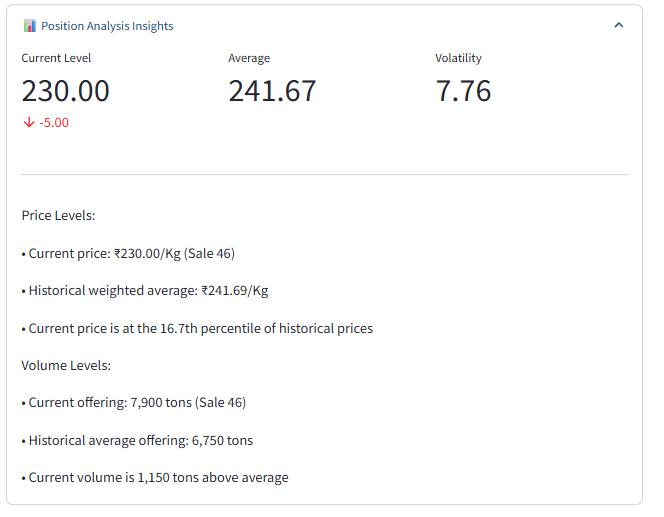 Position Analysis Insights
Current Level Average Volatility
230.00 241.67 7.76
↓ -5.00
Price Levels:
• Current price: ₹230.00/Kg (Sale 46)
• Historical weighted average: ₹241.69/Kg
• Current price is at the 16.7th percentile of historical prices
Volume Levels:
• Current offering: 7,900 tons (Sale 46)
• Historical average offering: 6,750 tons
• Current volume is 1,150 tons above average